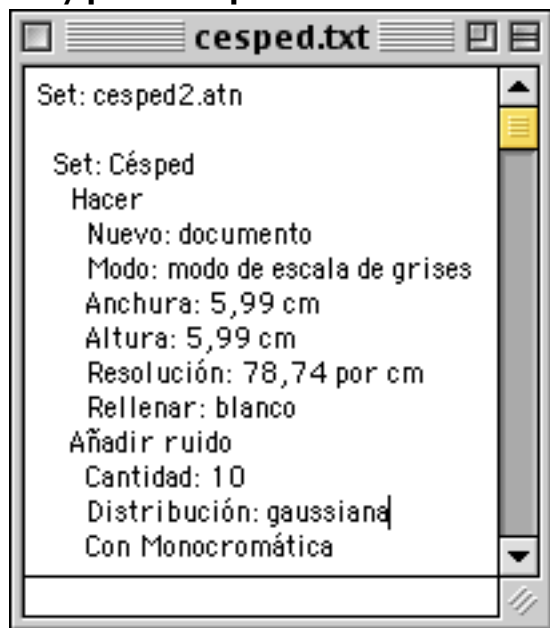 cesped.txt
Set: cesped2.atn
Set: Césped
Hacer
Nuevo: documento
Modo: modo de escala de grises
Anchura: 5,99 cm
Altura: 5,99 cm
Resolución: 78,74 por cm
Rellenar: blanco
Añadir ruido
Cantidad: 10
Distribución: gaussiana
Con Monocromática